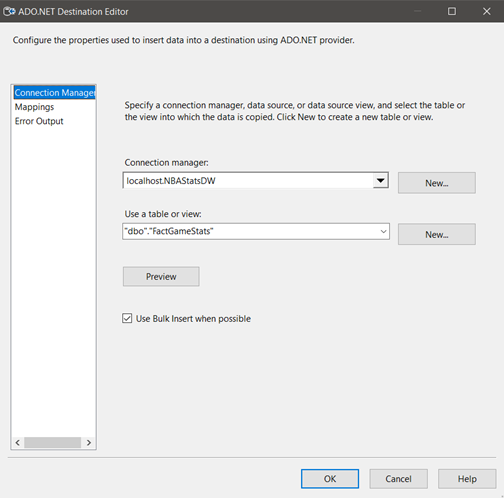 ADO.NET Destination Editor
Configure the properties used to insert data into a destination using ADO.NET provider.
Connection Manager
Mappings
Error Output
Specify a connection manager, data source, or data source view, and select the table or
the view into which the data is copied. Click New to create a new table or view.
Connection manager:
localhost.NBAStatsDW
New...
Use a table or view:
"dbo"."FactGameStats"
New...
Preview
Use Bulk Insert when possible
OK
Cancel
Help